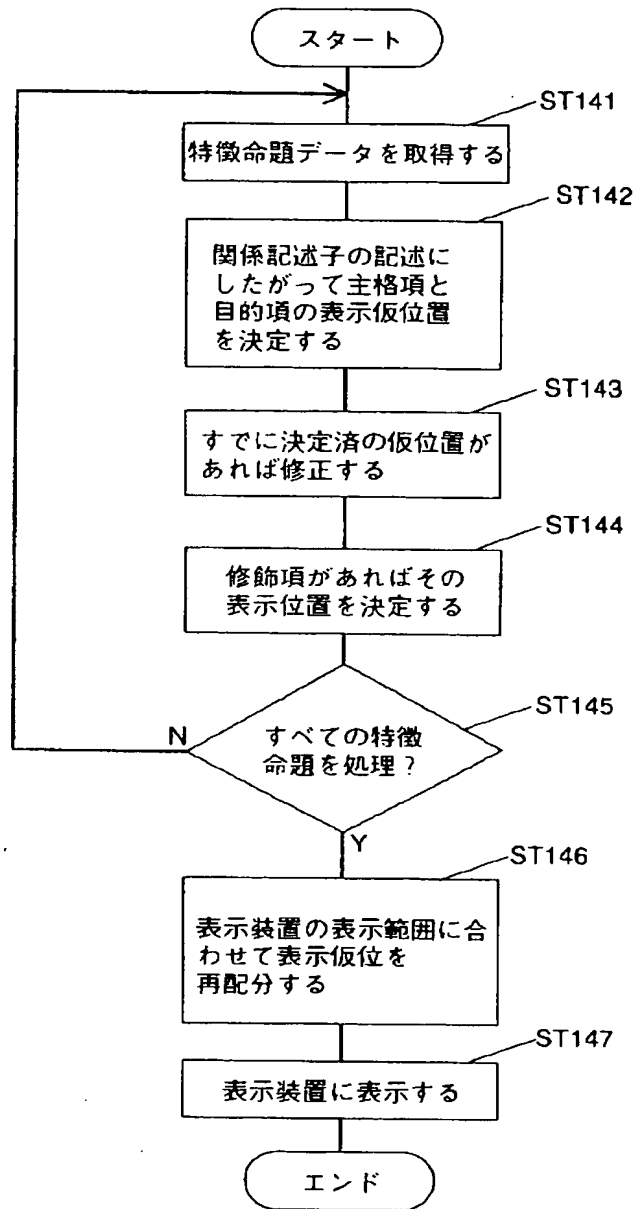 スタート
ST141
特徴命題データを取得する
ST142
関係記述子の記述に
したがって主格項と
目的項の表示仮位置
を決定する
ST143
すでに決定済の仮位置が
あれば修正する
ST144
修飾項があればその
表示位置を決定する
ST145
すべての特徴
命題を処理?
N
Y
ST146
表示装置の表示範囲に合
わせて表示仮位を
再配分する
ST147
表示装置に表示する
エンド